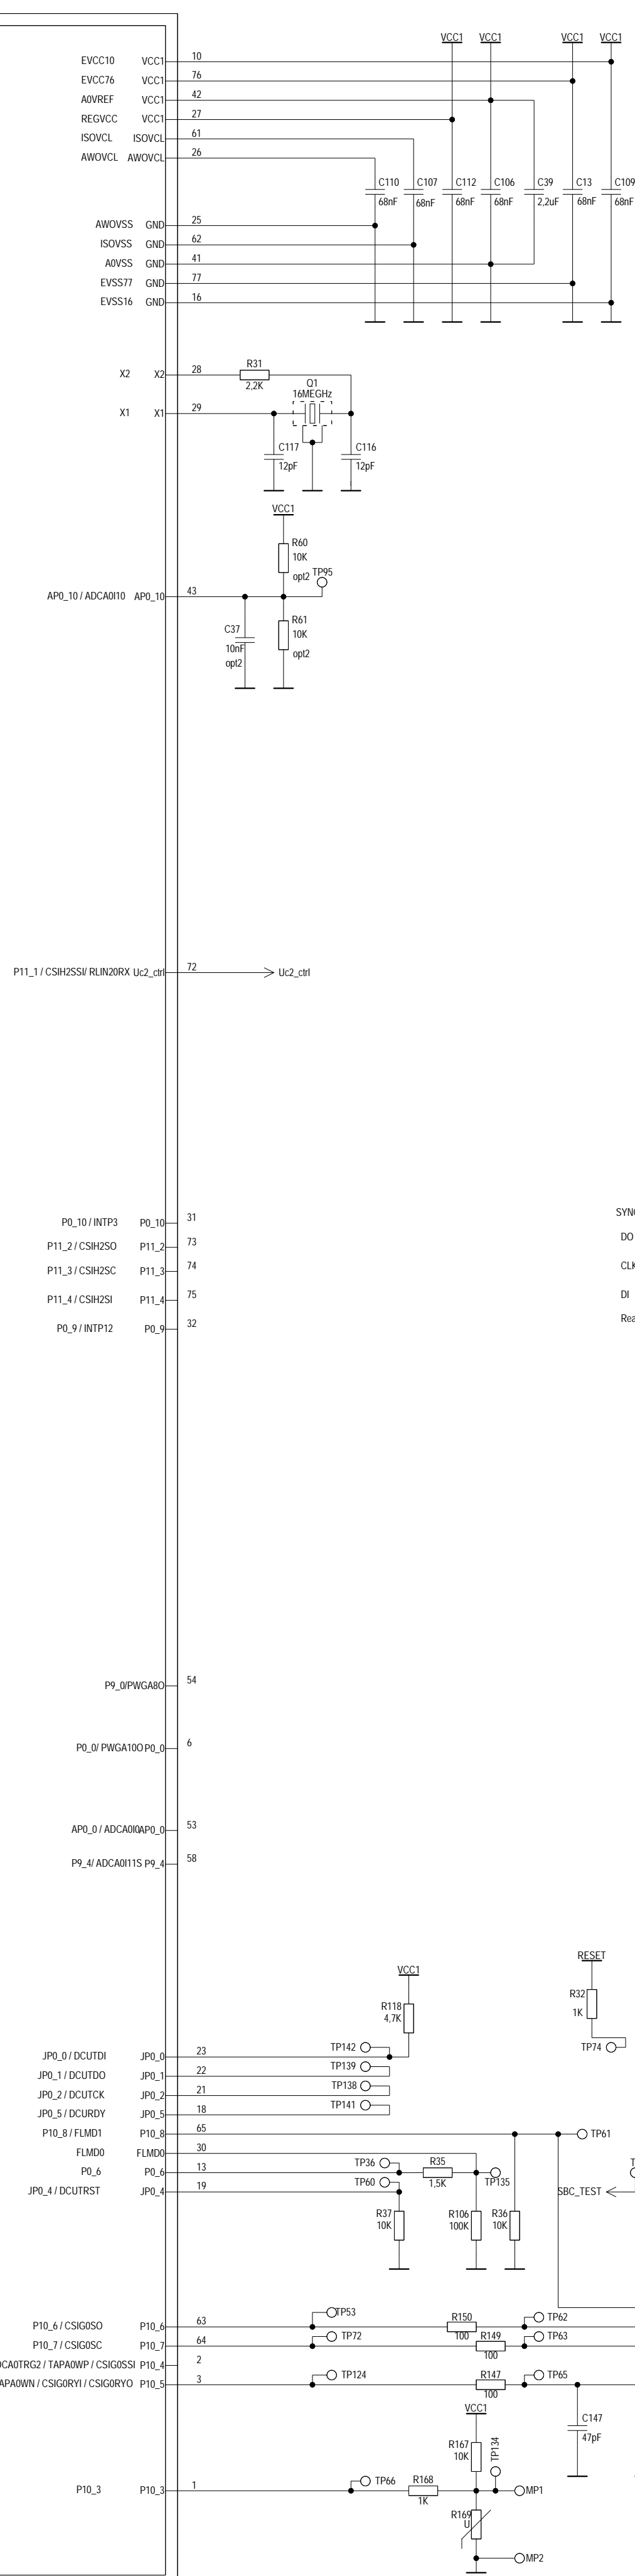 VCC1 VCC1 VCC1 VCC1
EVCC10 VCC1 10
EVCC76 VCC1 76
A0VREF VCC1 42
REGVCC VCC1 27
ISOVCL ISOVCL 61
AWOVCL AWOVCL 26
C110 C107 C112 C106 C39 C13 C109
68nF 68nF 68nF 68nF 2,2uF 68nF 68nF
AWOVSS GND 25
ISOVSS GND 62
A0VSS GND 41
EVSS77 GND 77
EVSS16 GND 16
R31
X2 X2 28
2,2K
Q1
16MEGHz
X1 X1 29
C117 C116
12pF 12pF
VCC1
R60
10K
opt2 TP95
AP0_10 / ADCA0I10 AP0_10 43
R61
C37 10K
10nF
opt2
opt2
P11_1 / CSIH2SSI/ RLIN20RX Uc2_ctrl 72 Uc2_ctrl
SYN
P0_10 / INTP3 P0_10 31
DO
P11_2 / CSIH2SO P11_2 73
CLK
P11_3 / CSIH2SC P11_3 74
DI
P11_4 / CSIH2SI P11_4 75
Rea
P0_9 / INTP12 P0_9 32
P9_0/PWGA8O 54
P0_0/ PWGA10O P0_0 6
AP0_0 / ADCA0I0 AP0_0 53
P9_4/ ADCA0I11S P9_4 58
RESET
VCC1
R32
1K
R118
4,7K
TP142 TP74
JP0_0 / DCUTDI JP0_0 23
TP139
JP0_1 / DCUTDO JP0_1 22
TP138
JP0_2 / DCUTCK JP0_2 21
TP141
JP0_5 / DCURDY JP0_5 18
P10_8 / FLMD1 P10_8 65 TP61
FLMD0 FLMD0 30
TP36 R35
P0_6 P0_6 13
1,5K TP135
TP60
JP0_4 / DCUTRST JP0_4 19 SBC_TEST
R37 R106 R36
10K 100K 10K
TP53 R150 TP62
P10_6 / CSIG0SO P10_6 63
100
TP72 R149 TP63
P10_7 / CSIG0SC P10_7 64
100
CA0TRG2 / TAPA0WP / CSIG0SSI P10_4 2
TP124 R147 TP65
APA0WN / CSIG0RYI / CSIG0RYO P10_5 3
100
VCC1
C147
47pF
R167
10K
TP134
TP66 R168
P10_3 P10_3 1 MP1
1K
R169
U
MP2